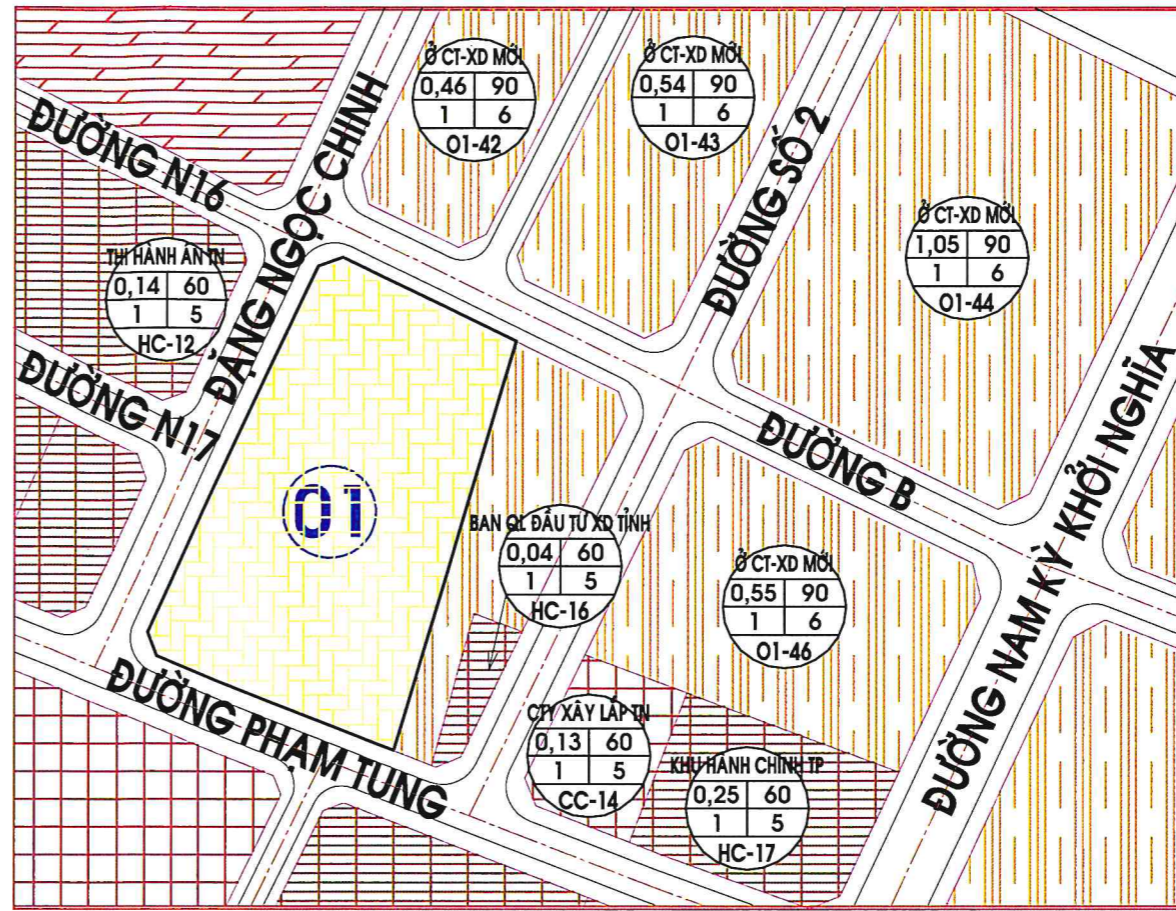 Ở CT-XD MỚI
0,46 90
1 6
O1-42
Ở CT-XD MỚI
0,54 90
1 6
O1-43
ĐƯỜNG N16
ĐẶNG NGỌC CHINH
ĐƯỜNG SỐ 2
Ở CT-XD MỚI
1,05 90
1 6
O1-44
THI HÀNH ÁN TN
0,14 60
1 5
HC-12
ĐƯỜNG N17
ĐƯỜNG B
ĐƯỜNG NAM KỲ KHỞI NGHĨA
O1
BAN QL ĐẦU TƯ XD TỈNH
0,04 60
1 5
HC-16
Ở CT-XD MỚI
0,55 90
1 6
O1-46
ĐƯỜNG PHẠM TUNG
CTY XÂY LẮP TN
0,13 60
1 5
CC-14
KHU HÀNH CHÍNH TP
0,25 60
1 5
HC-17